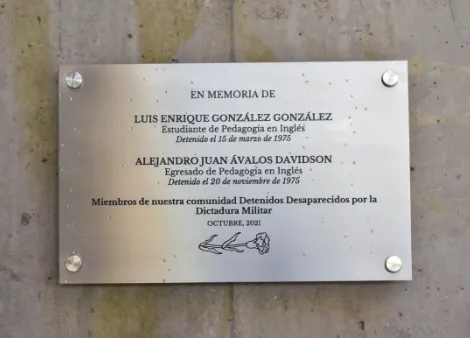 EN MEMORIA DE
LUIS ENRIQUE GONZÁLEZ GONZÁLEZ
Estudiante de Pedagogía en Inglés
Detenido el 15 de marzo de 1975
ALEJANDRO JUAN ÁVALOS DAVIDSON
Egresado de Pedagogía en Inglés
Detenido el 20 de noviembre de 1975
Miembros de nuestra comunidad Detenidos Desaparecidos por la
Dictadura Militar
OCTUBRE, 2021